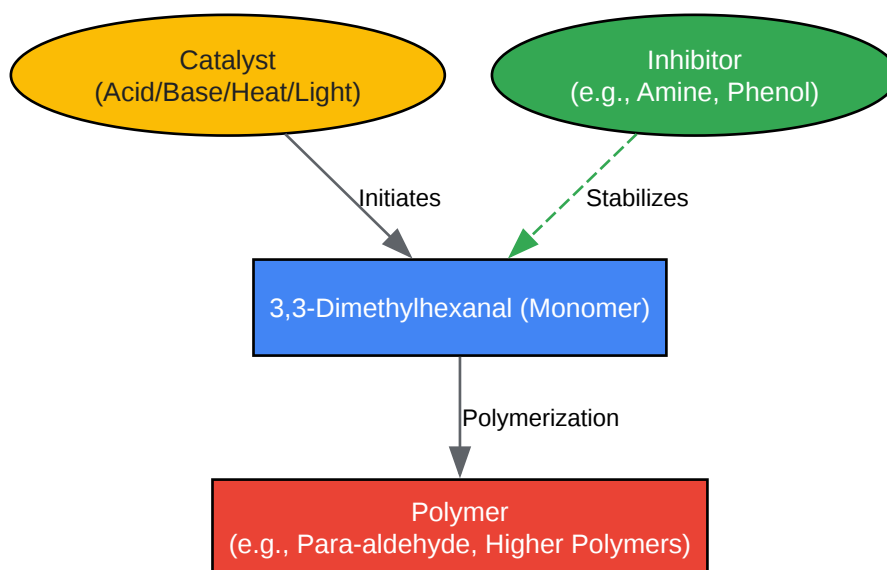 Catalyst
(Acid/Base/Heat/Light)
Inhibitor
(e.g., Amine, Phenol)
Initiates
Stabilizes
3,3-Dimethylhexanal (Monomer)
Polymerization
Polymer
(e.g., Para-aldehyde, Higher Polymers)